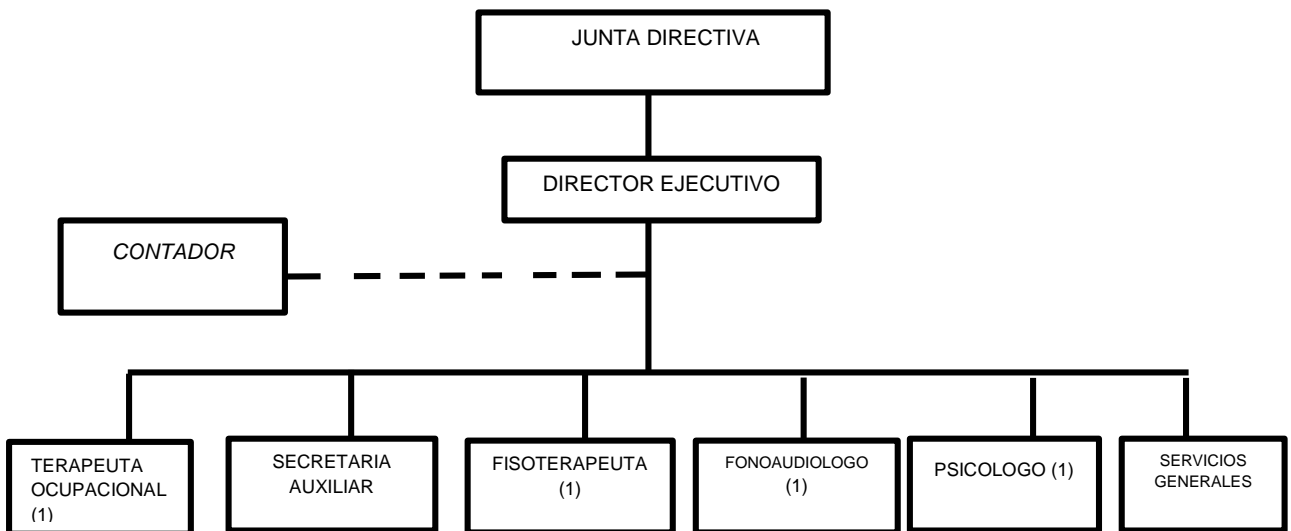 JUNTA DIRECTIVA
DIRECTOR EJECUTIVO
CONTADOR
TERAPEUTA
OCUPACIONAL
(1)
SECRETARIA
AUXILIAR
FISOTERAPEUTA
(1)
FONOAUDIOLOGO
(1)
PSICOLOGO (1)
SERVICIOS
GENERALES